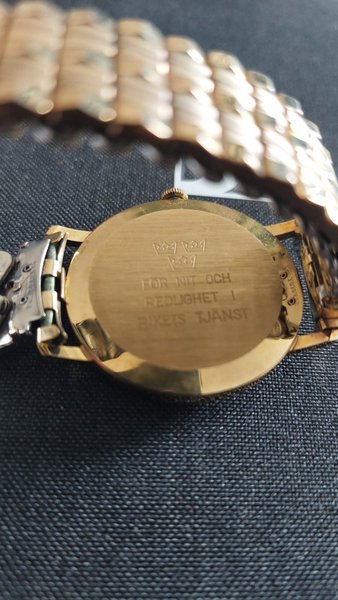 FÖR NIT OCH
REDLIGHET I
RIKETS TJÄNST